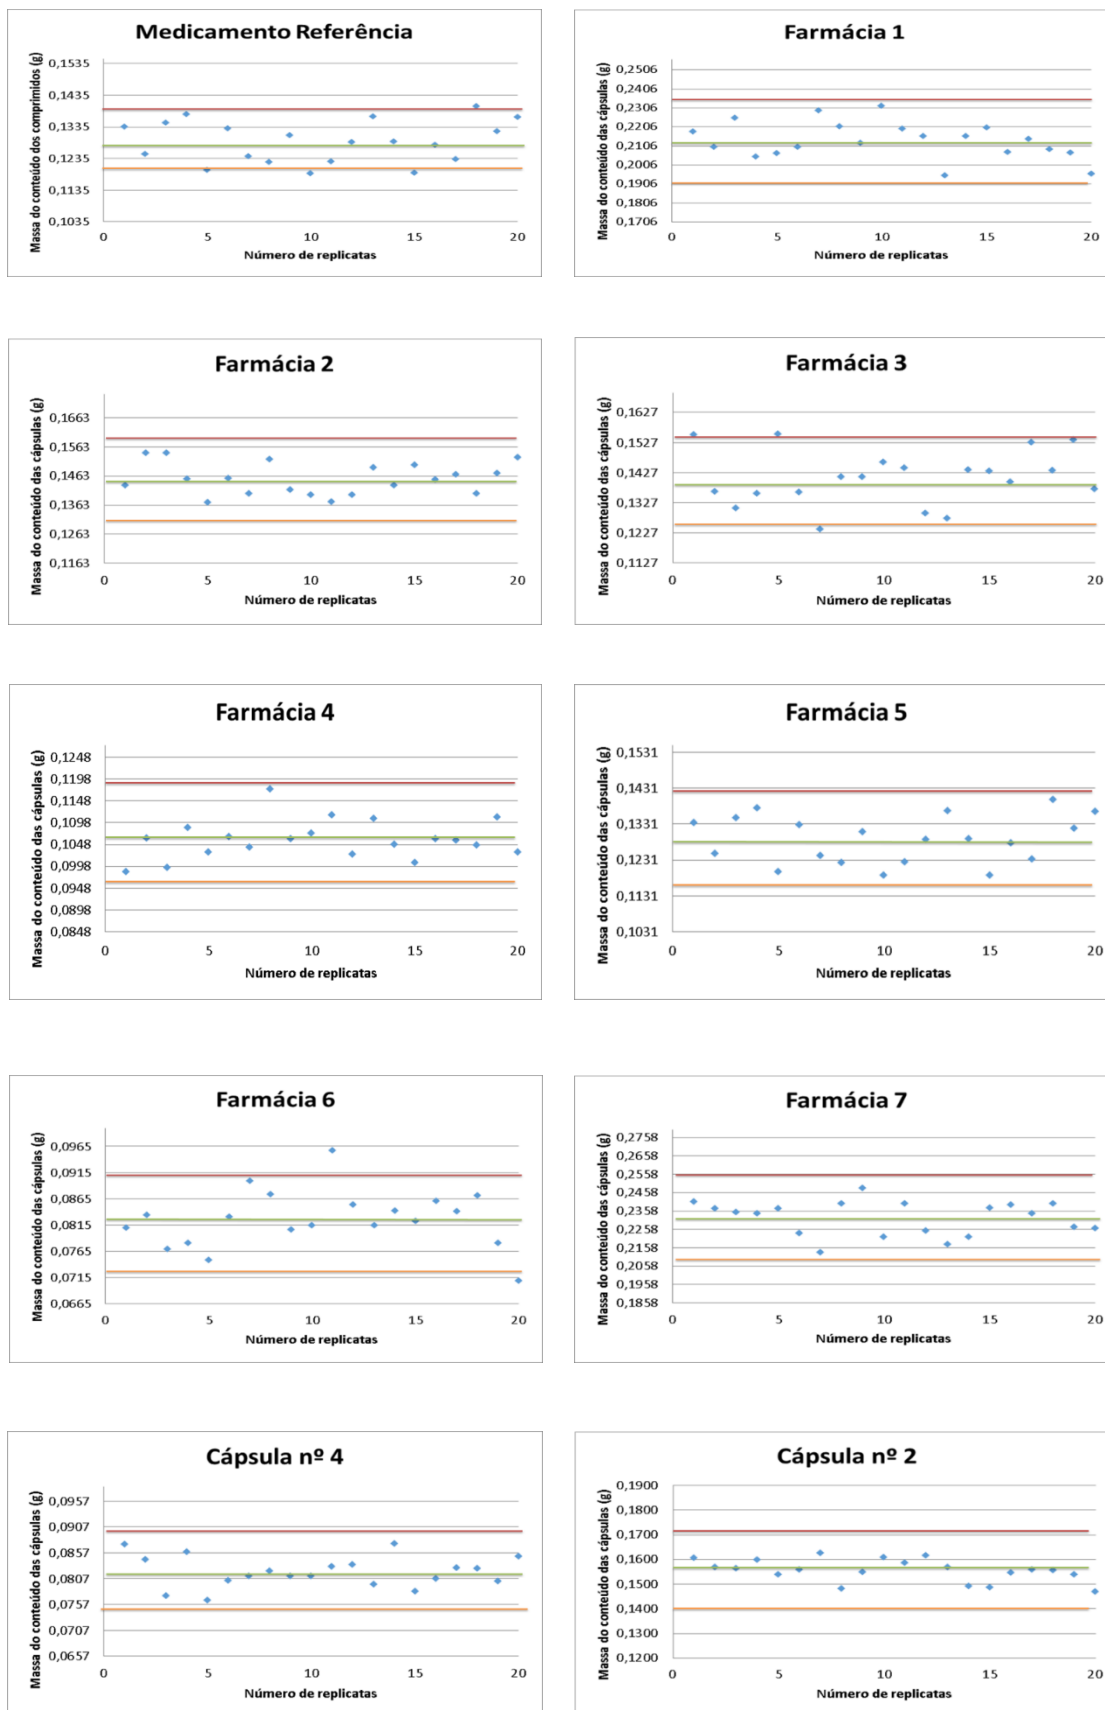 Medicamento Referência
Massa do conteúdo dos comprimidos (g)
0,1535
0,1435
0,1335
0,1235
0,1135
0,1035
0 5 10 15 20
Número de replicatas
Farmácia 1
Massa do conteúdo das cápsulas (g)
0,2506
0,2406
0,2306
0,2206
0,2106
0,2006
0,1906
0,1806
0,1706
0 5 10 15 20
Número de replicatas
Farmácia 2
Massa do conteúdo das cápsulas (g)
0,1663
0,1563
0,1463
0,1363
0,1263
0,1163
0 5 10 15 20
Número de replicatas
Farmácia 3
Massa do conteúdo das cápsulas (g)
0,1627
0,1527
0,1427
0,1327
0,1227
0,1127
0 5 10 15 20
Número de replicatas
Farmácia 4
Massa do conteúdo das cápsulas (g)
0,1248
0,1198
0,1148
0,1098
0,1048
0,0998
0,0948
0,0898
0,0848
0 5 10 15 20
Número de replicatas
Farmácia 5
Massa do conteúdo das cápsulas (g)
0,1531
0,1431
0,1331
0,1231
0,1131
0,1031
0 5 10 15 20
Número de replicatas
Farmácia 6
Massa do conteúdo das cápsulas (g)
0,0965
0,0915
0,0865
0,0815
0,0765
0,0715
0,0665
0 5 10 15 20
Número de replicatas
Farmácia 7
Massa do conteúdo das cápsulas (g)
0,2758
0,2658
0,2558
0,2458
0,2358
0,2258
0,2158
0,2058
0,1958
0,1858
0 5 10 15 20
Número de replicatas
Cápsula nº 4
Massa do conteúdo das cápsulas (g)
0,0957
0,0907
0,0857
0,0807
0,0757
0,0707
0,0657
0 5 10 15 20
Número de replicatas
Cápsula nº 2
Massa do conteúdo das cápsulas (g)
0,1900
0,1800
0,1700
0,1600
0,1500
0,1400
0,1300
0,1200
0 5 10 15 20
Número de replicatas